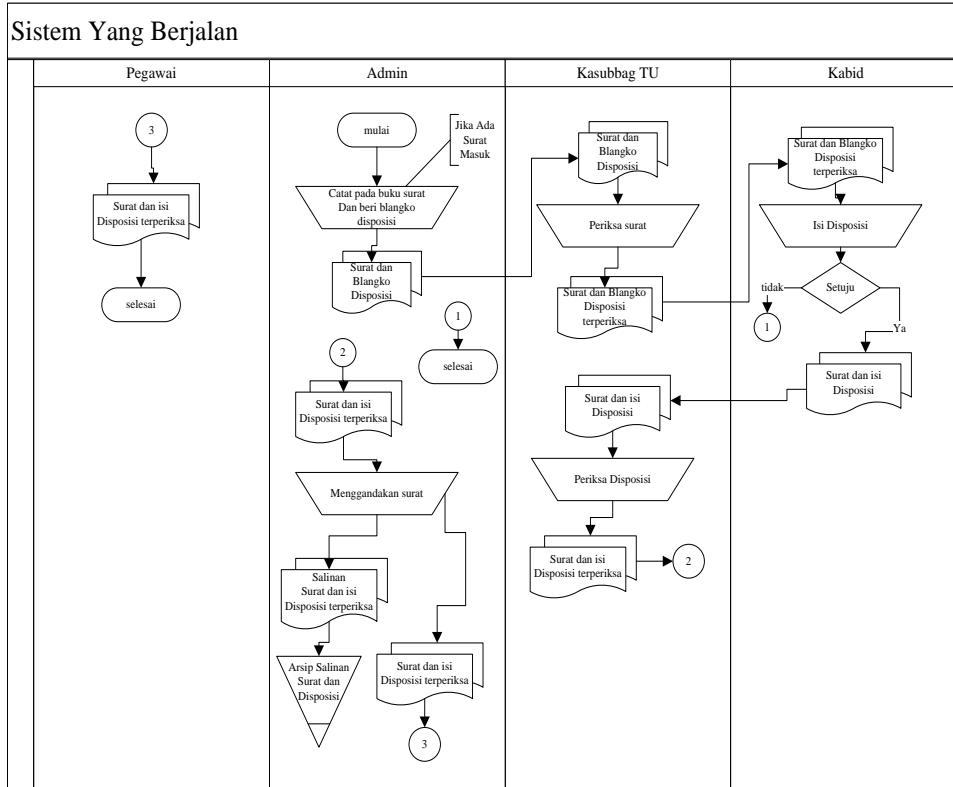 Sistem Yang Berjalan
Pegawai
Admin
Kasubbag TU
Kabid
3
Surat dan isi
Disposisi terperiksa
selesai
mulai
Jika Ada
Surat
Masuk
Catat pada buku surat
Dan beri blangko
disposisi
Surat dan
Blangko
Disposisi
1
selesai
2
Surat dan isi
Disposisi terperiksa
Menggandakan surat
Salinan
Surat dan isi
Disposisi terperiksa
Arsip Salinan
Surat dan
Disposisi
Surat dan isi
Disposisi terperiksa
3
Surat dan
Blangko
Disposisi
Periksa surat
Surat dan Blangko
Disposisi
terperiksa
Surat dan isi
Disposisi
Periksa Disposisi
Surat dan isi
Disposisi terperiksa
2
Surat dan Blangko
Disposisi
terperiksa
Isi Disposisi
Setuju
tidak
1
Ya
Surat dan isi
Disposisi